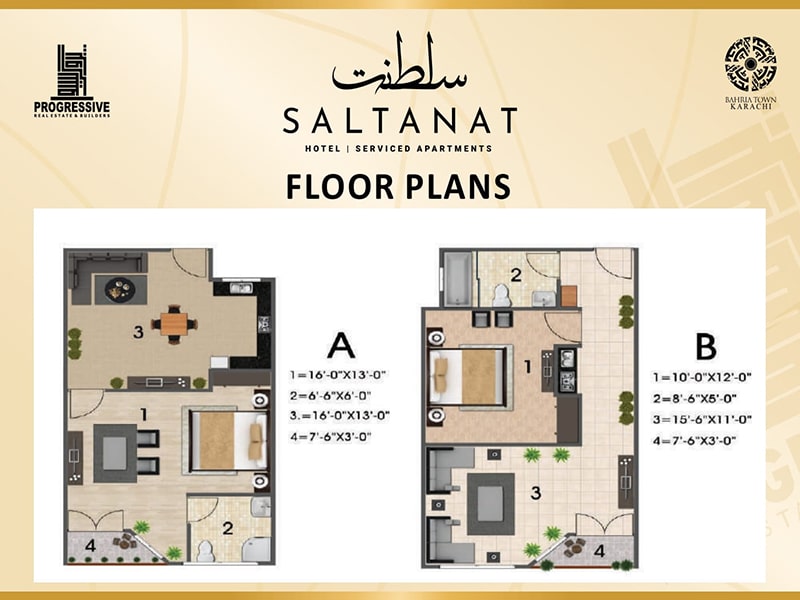 PROGRESSIVE
REAL ESTATE & BUILDERS
سلطنت
SALTANAT
HOTEL | SERVICED APARTMENTS
BAHRIA TOWN
KARACHI
FLOOR PLANS
3
1
2
4
A
1=16'-0"X13'-0"
2=6'-6"X6'-0"
3.=16'-0"X13'-0"
4=7'-6"X3'-0"
2
1
3
4
B
1=10'-0"X12'-0"
2=8'-6"X5'-0"
3=15'-6"X11'-0"
4=7'-6"X3'-0"